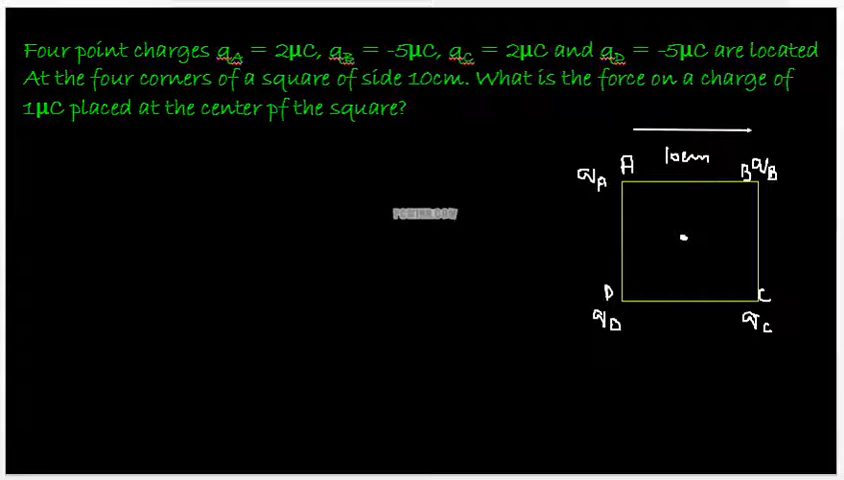 Four point charges qA = 2μC, qB = -5μC, qC = 2μC and qD = -5μC are located
At the four corners of a square of side 10cm. What is the force on a charge of
1μC placed at the center pf the square?
10cm
A
B qB
qA
D
C
qD
qC